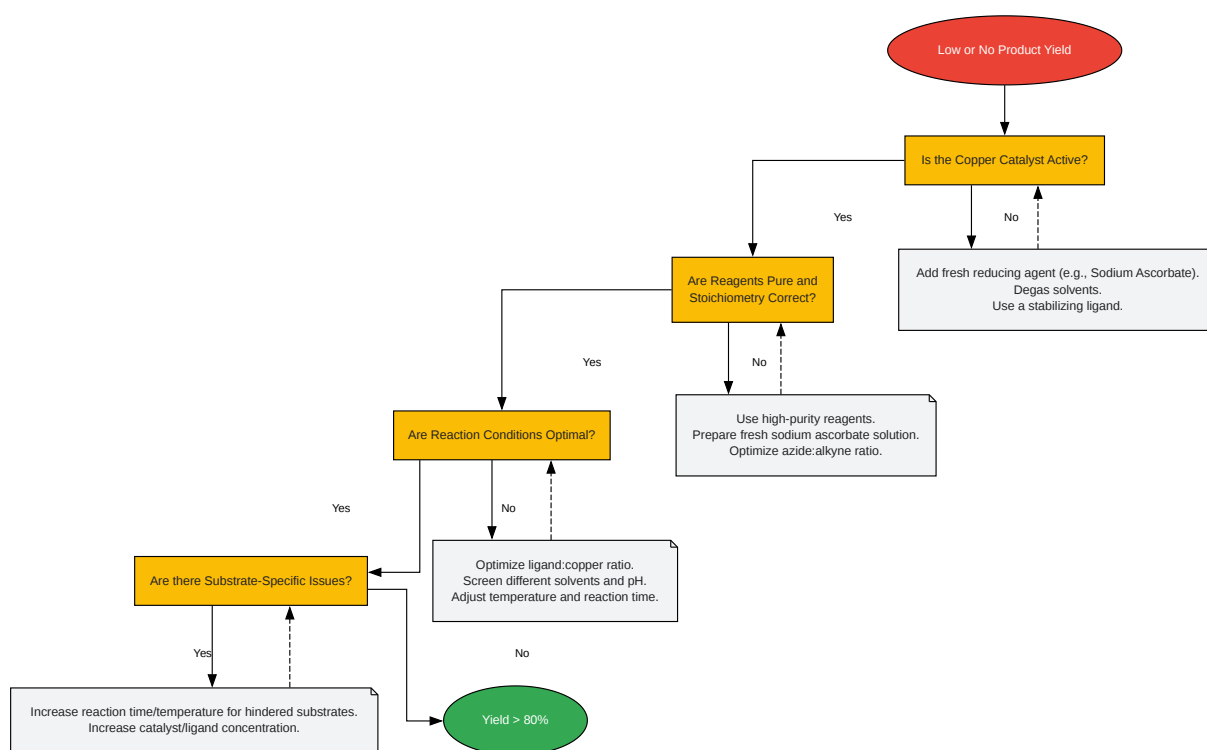 Low or No Product Yield
Is the Copper Catalyst Active?
Yes
No
Add fresh reducing agent (e.g., Sodium Ascorbate).
Degas solvents.
Use a stabilizing ligand.
Are Reagents Pure and
Stoichiometry Correct?
Yes
No
Use high-purity reagents.
Prepare fresh sodium ascorbate solution.
Optimize azide:alkyne ratio.
Are Reaction Conditions Optimal?
Yes
No
Optimize ligand:copper ratio.
Screen different solvents and pH.
Adjust temperature and reaction time.
Are there Substrate-Specific Issues?
Yes
No
Increase reaction time/temperature for hindered substrates.
Increase catalyst/ligand concentration.
Yield > 80%